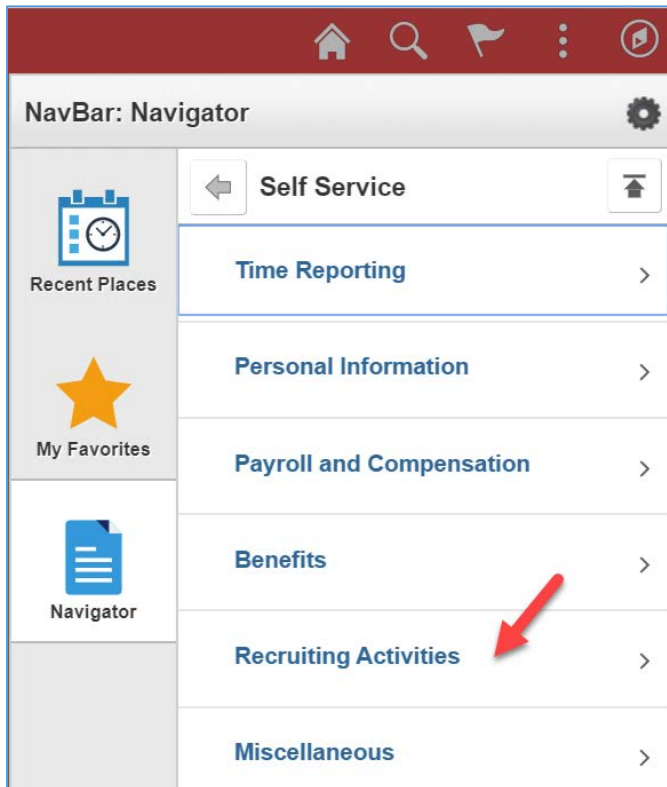 NavBar: Navigator
Recent Places
My Favorites
Navigator
Self Service
Time Reporting
Personal Information
Payroll and Compensation
Benefits
Recruiting Activities
Miscellaneous